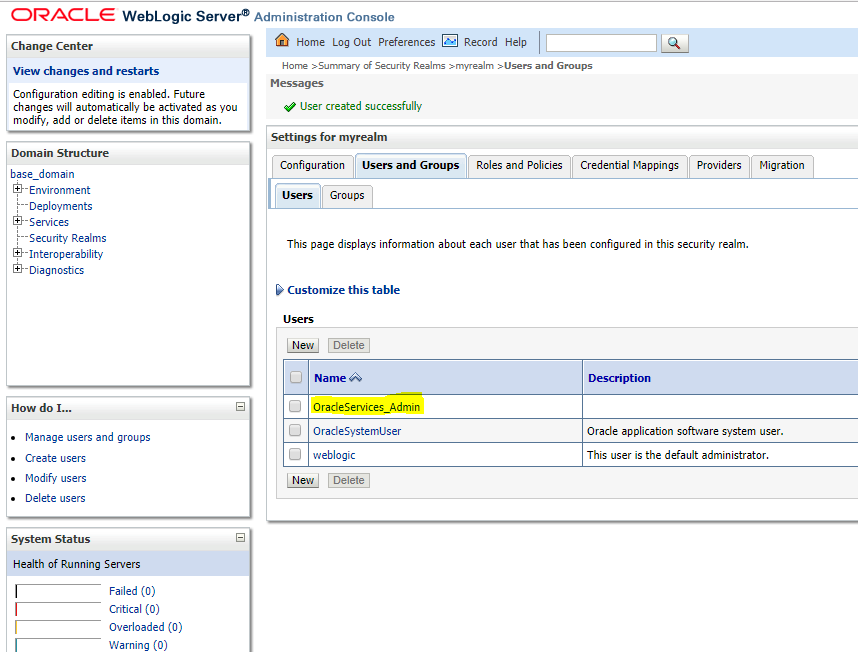 ORACLE WebLogic Server® Administration Console
Change Center
View changes and restarts
Configuration editing is enabled. Future
changes will automatically be activated as you
modify, add or delete items in this domain.
Domain Structure
base_domain
Environment
Deployments
Services
Security Realms
Interoperability
Diagnostics
How do I...
Manage users and groups
Create users
Modify users
Delete users
System Status
Health of Running Servers
Failed (0)
Critical (0)
Overloaded (0)
Warning (0)
Home Log Out Preferences Record Help
Home >Summary of Security Realms >myrealm >Users and Groups
Messages
User created successfully
Settings for myrealm
Configuration Users and Groups Roles and Policies Credential Mappings Providers Migration
Users Groups
This page displays information about each user that has been configured in this security realm.
Customize this table
Users
New Delete
Name Description
OracleServices_Admin
OracleSystemUser Oracle application software system user.
weblogic This user is the default administrator.
New Delete